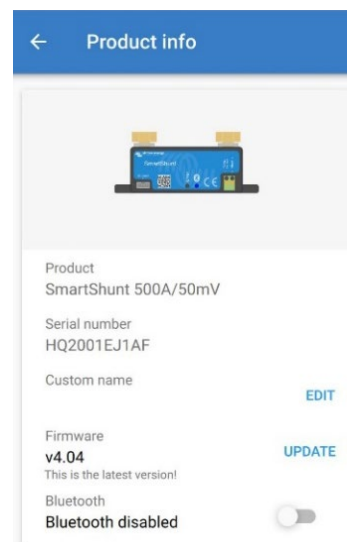 Product info
SmartShunt
Product
SmartShunt 500A/50mV
Serial number
HQ2001EJ1AF
Custom name
EDIT
Firmware
v4.04
UPDATE
This is the latest version!
Bluetooth
Bluetooth disabled